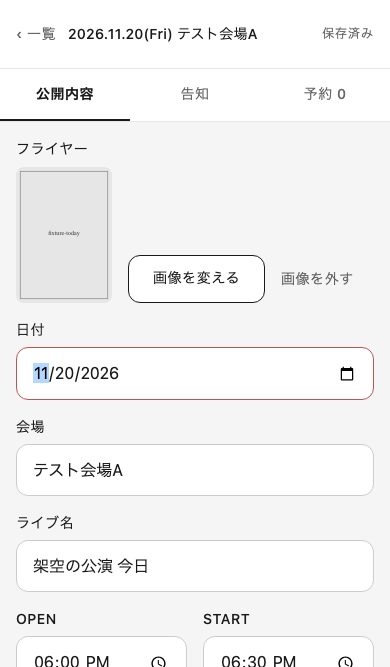 ‹ 一覧 2026.11.20(Fri) テスト会場A 保存済み
公開内容 告知 予約 0
フライヤー
fixture-today
画像を変える 画像を外す
日付
11/20/2026
会場
テスト会場A
ライブ名
架空の公演 今日
OPEN START
06:00 PM 06:30 PM